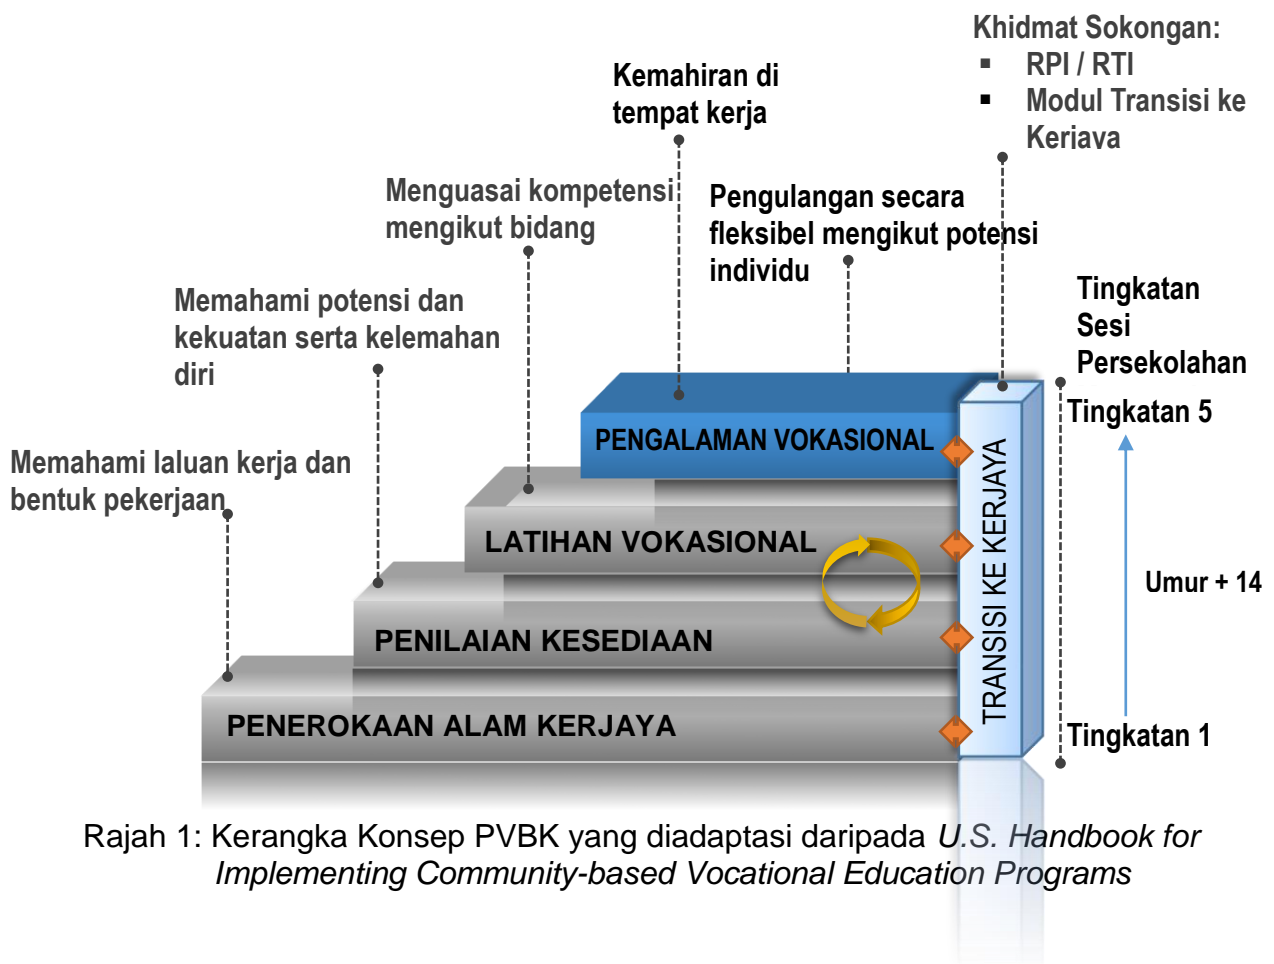 Khidmat Sokongan:
▪ RPI / RTI
▪ Modul Transisi ke
Keriava
Kemahiran di
tempat kerja
Menguasai kompetensi
mengikut bidang
Pengulangan secara
fleksibel mengikut potensi
individu
Memahami potensi dan
kekuatan serta kelemahan
diri
Tingkatan
Sesi
Persekolahan
Memahami laluan kerja dan
bentuk pekerjaan
PENGALAMAN VOKASIONAL
LATIHAN VOKASIONAL
PENILAIAN KESEDIAAN
PENEROKAAN ALAM KERJAYA
TRANSISI KE KERJAYA
Tingkatan 5
Umur + 14
Tingkatan 1
Rajah 1: Kerangka Konsep PVBK yang diadaptasi daripada U.S. Handbook for
Implementing Community-based Vocational Education Programs